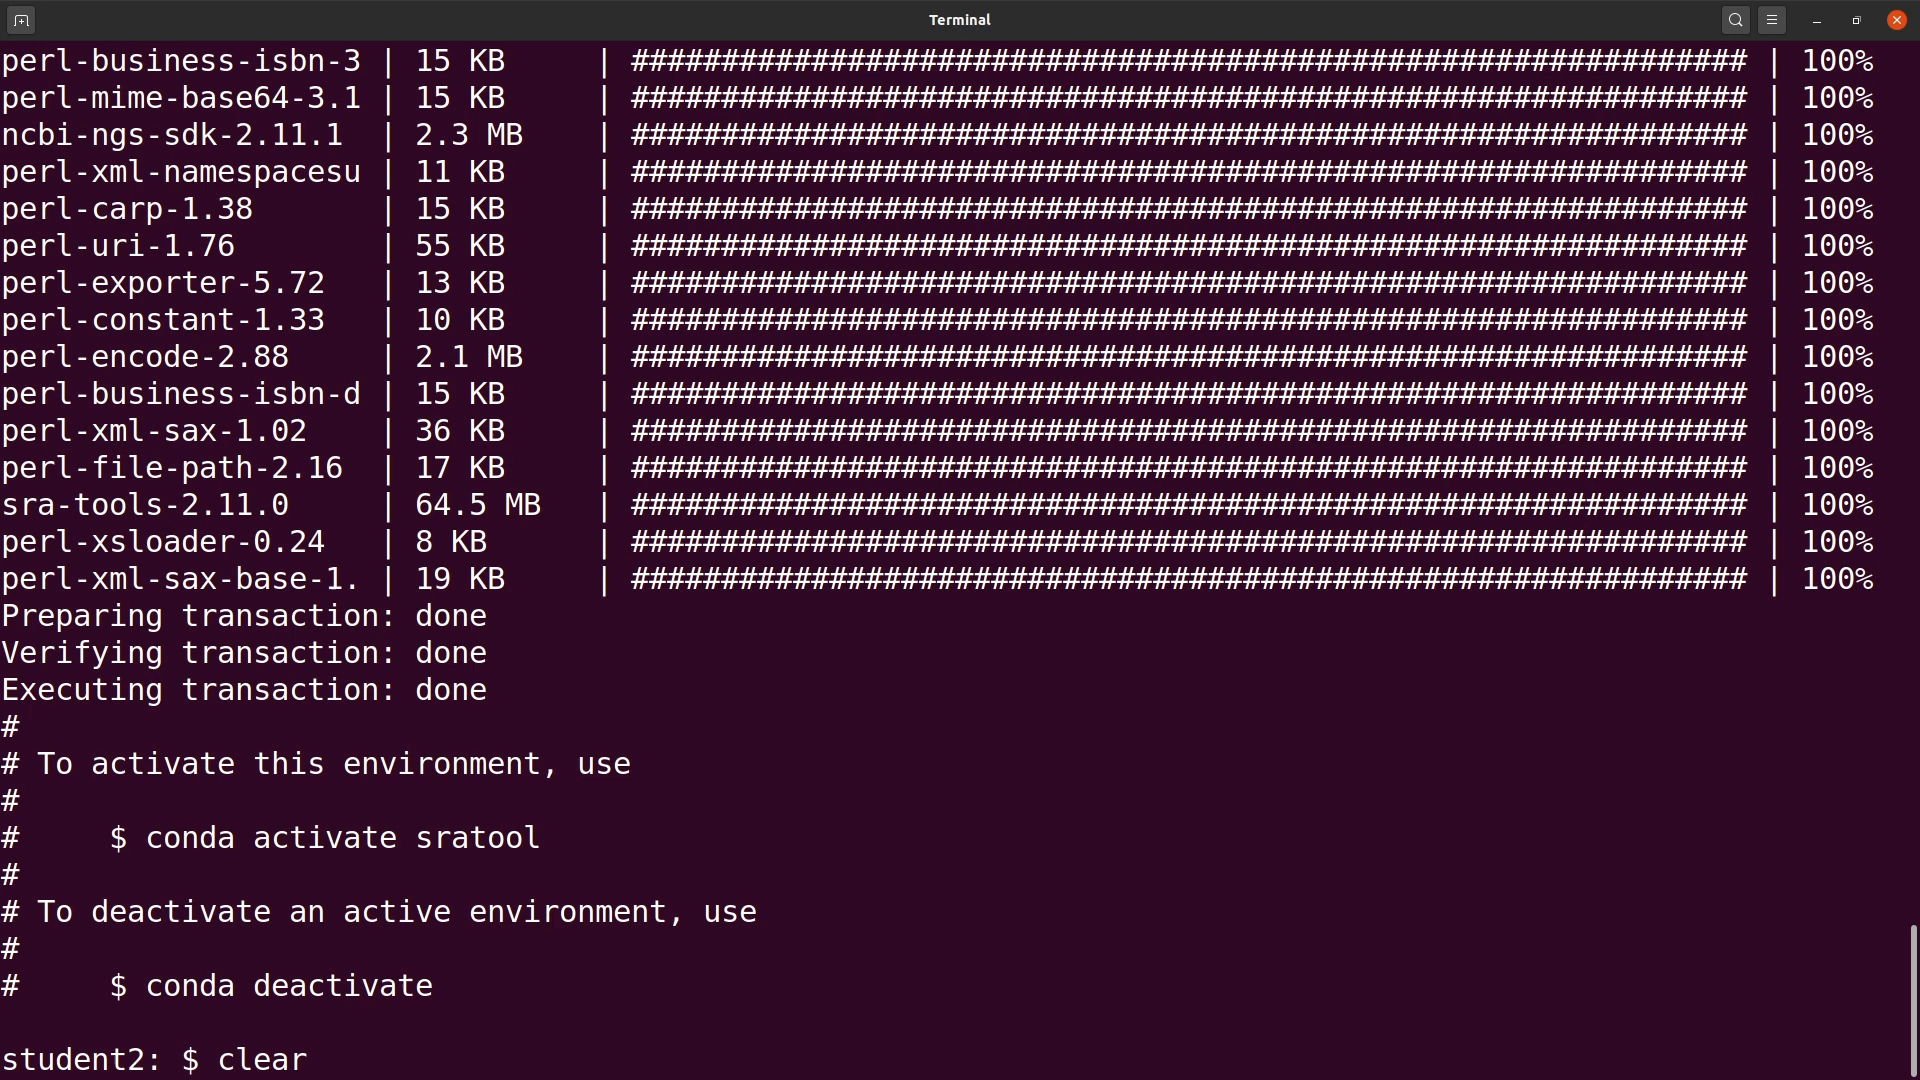 Terminal
perl-business-isbn-3 | 15 KB     | ############################################################## | 100%
perl-mime-base64-3.1 | 15 KB     | ############################################################## | 100%
ncbi-ngs-sdk-2.11.1  | 2.3 MB    | ############################################################## | 100%
perl-xml-namespacesu | 11 KB     | ############################################################## | 100%
perl-carp-1.38       | 15 KB     | ############################################################## | 100%
perl-uri-1.76        | 55 KB     | ############################################################## | 100%
perl-exporter-5.72   | 13 KB     | ############################################################## | 100%
perl-constant-1.33   | 10 KB     | ############################################################## | 100%
perl-encode-2.88     | 2.1 MB    | ############################################################## | 100%
perl-business-isbn-d | 15 KB     | ############################################################## | 100%
perl-xml-sax-1.02    | 36 KB     | ############################################################## | 100%
perl-file-path-2.16  | 17 KB     | ############################################################## | 100%
sra-tools-2.11.0     | 64.5 MB   | ############################################################## | 100%
perl-xsloader-0.24   | 8 KB      | ############################################################## | 100%
perl-xml-sax-base-1. | 19 KB     | ############################################################## | 100%
Preparing transaction: done
Verifying transaction: done
Executing transaction: done
#
# To activate this environment, use
#
#     $ conda activate sratool
#
# To deactivate an active environment, use
#
#     $ conda deactivate
student2: $ clear